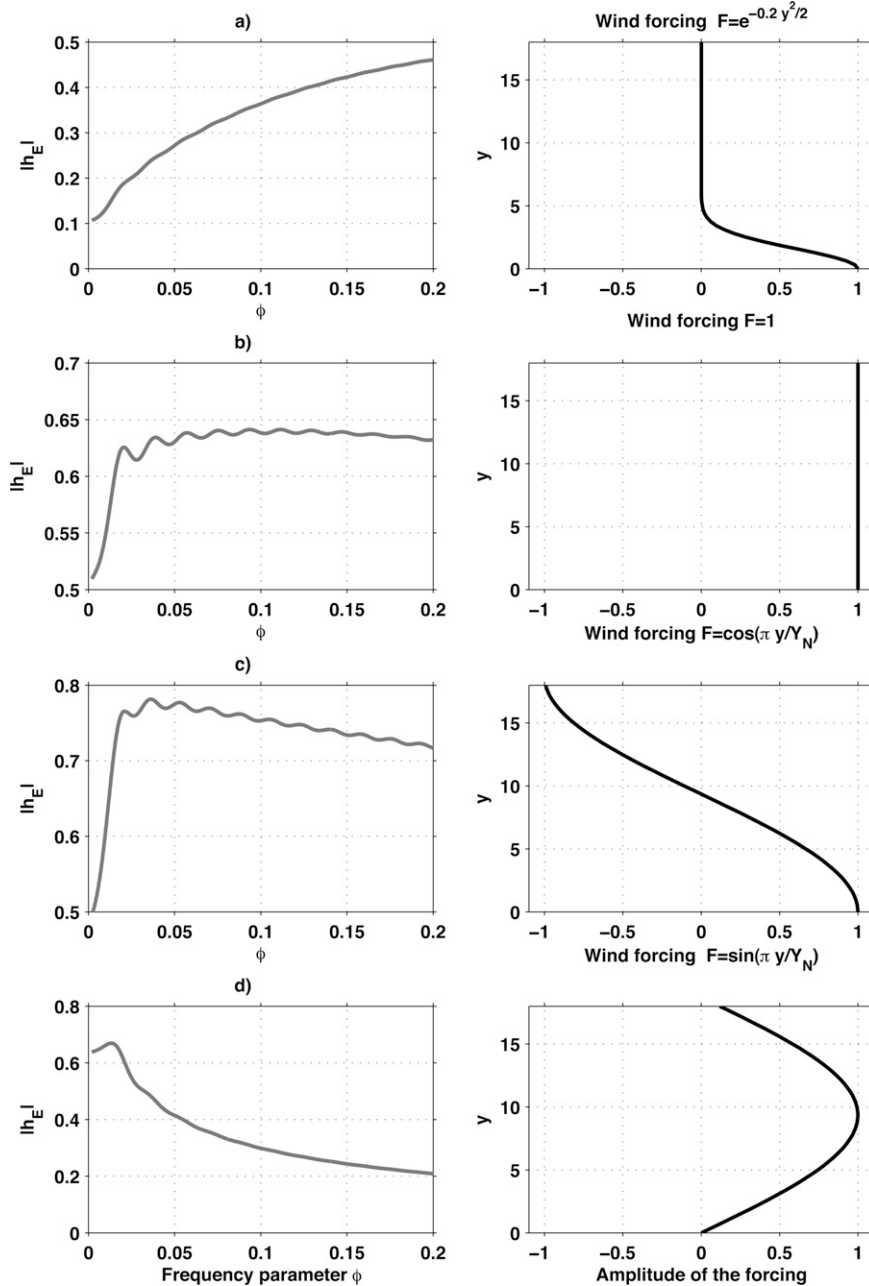 a)
Wind forcing F=e^{−0.2 y^2/2}
0.5
0.4
0.3
0.2
0.1
0
|h_E|
0 0.05 0.1 0.15 0.2
ϕ
15
10
5
0
y
−1 −0.5 0 0.5 1
b)
Wind forcing F=1
0.7
0.65
0.6
0.55
0.5
|h_E|
0 0.05 0.1 0.15 0.2
ϕ
15
10
5
0
y
−1 −0.5 0 0.5 1
c)
Wind forcing F=cos(π y/Y_N)
0.8
0.7
0.6
0.5
|h_E|
0 0.05 0.1 0.15 0.2
ϕ
15
10
5
0
y
−1 −0.5 0 0.5 1
d)
Wind forcing F=sin(π y/Y_N)
0.8
0.6
0.4
0.2
0
|h_E|
0 0.05 0.1 0.15 0.2
Frequency parameter ϕ
15
10
5
0
y
−1 −0.5 0 0.5 1
Amplitude of the forcing